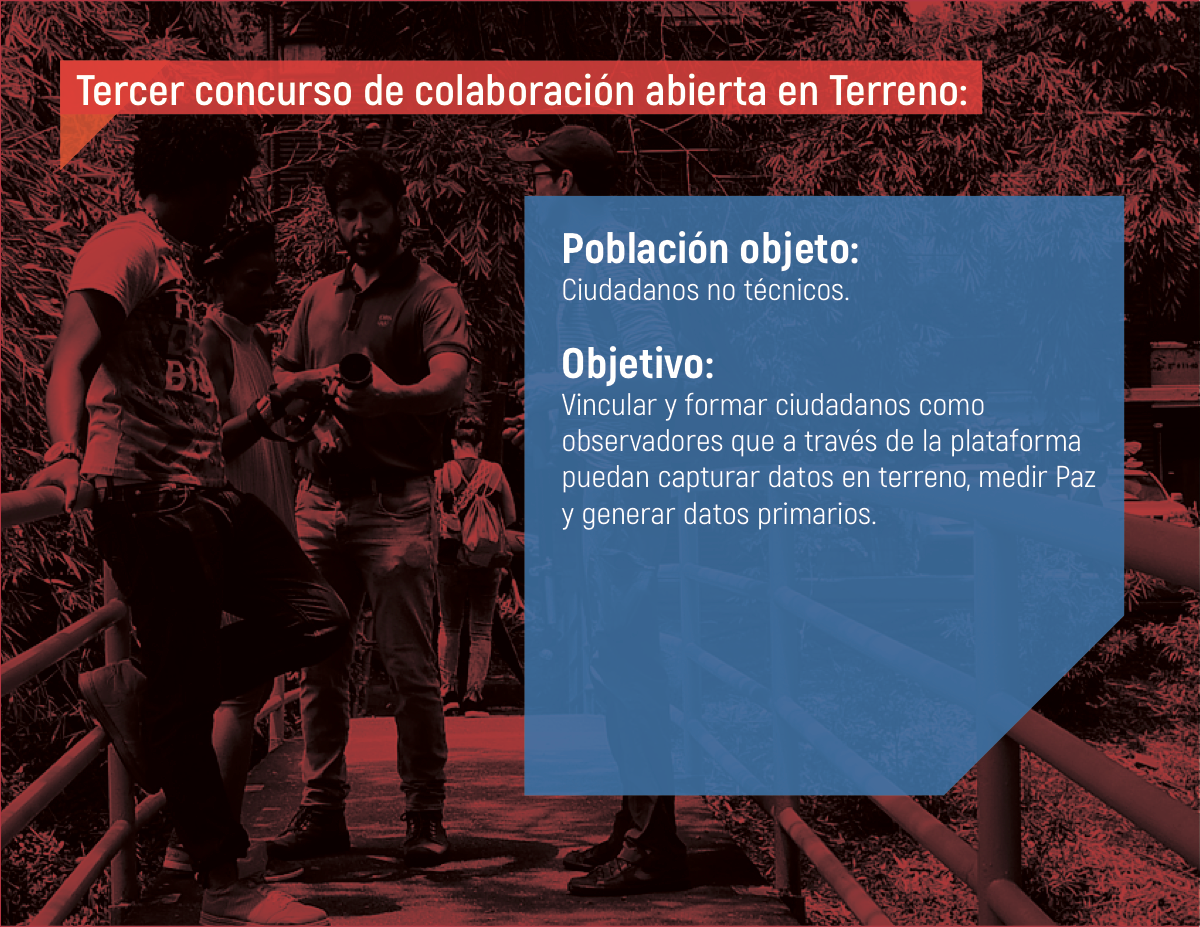 Tercer concurso de colaboración abierta en Terreno:
Población objeto:
Ciudadanos no técnicos.
Objetivo:
Vincular y formar ciudadanos como
observadores que a través de la plataforma
puedan capturar datos en terreno, medir Paz
y generar datos primarios.